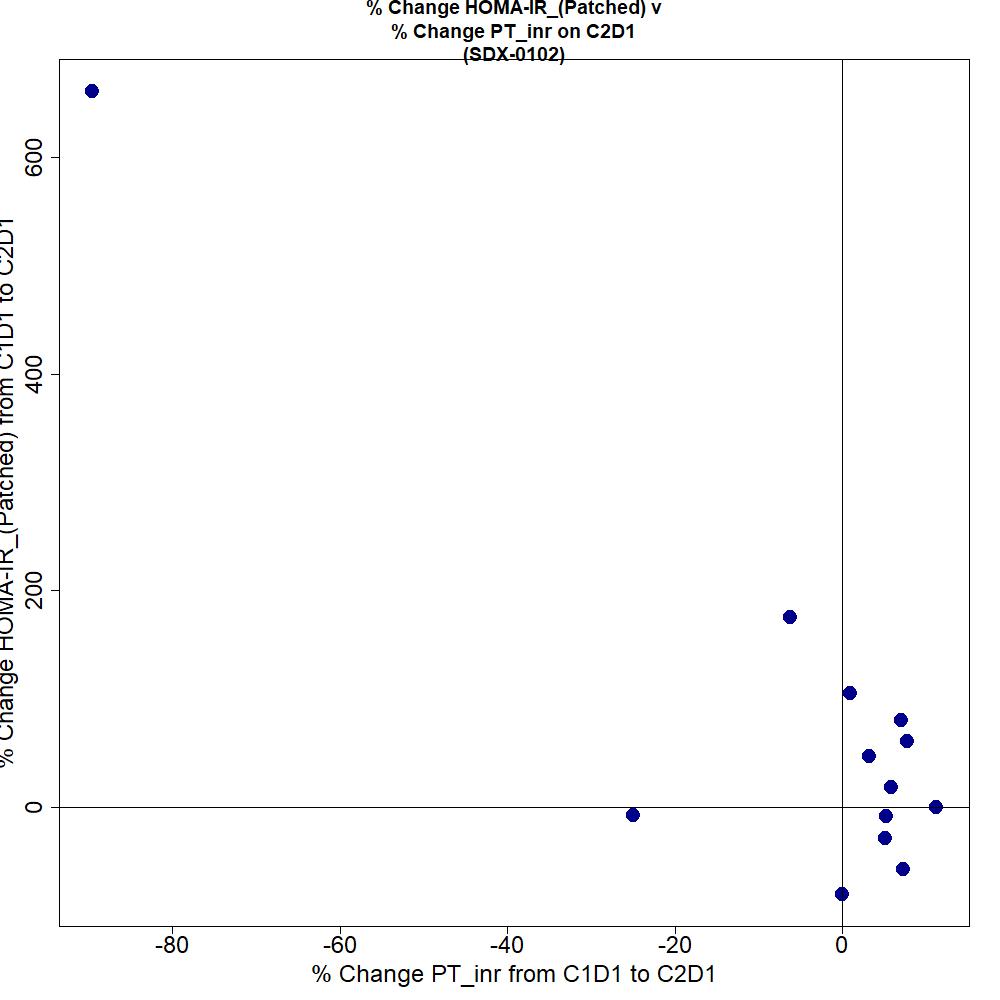 % Change HOMA-IR_(Patched) v
% Change PT_inr on C2D1
(SDX-0102)
% Change HOMA-IR_(Patched) from C1D1 to C2D1
600
400
200
0
-80
-60
-40
-20
0
% Change PT_inr from C1D1 to C2D1